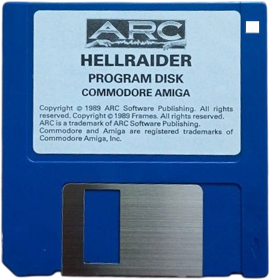 ARC
HELLRAIDER
PROGRAM DISK
COMMODORE AMIGA
Copyright © 1989 ARC Software Publishing. All rights
reserved. Copyright © 1989 Frames. All rights reserved.
ARC is a trademark of ARC Software Publishing.
Commodore and Amiga are registered trademarks of
Commodore Amiga, Inc.